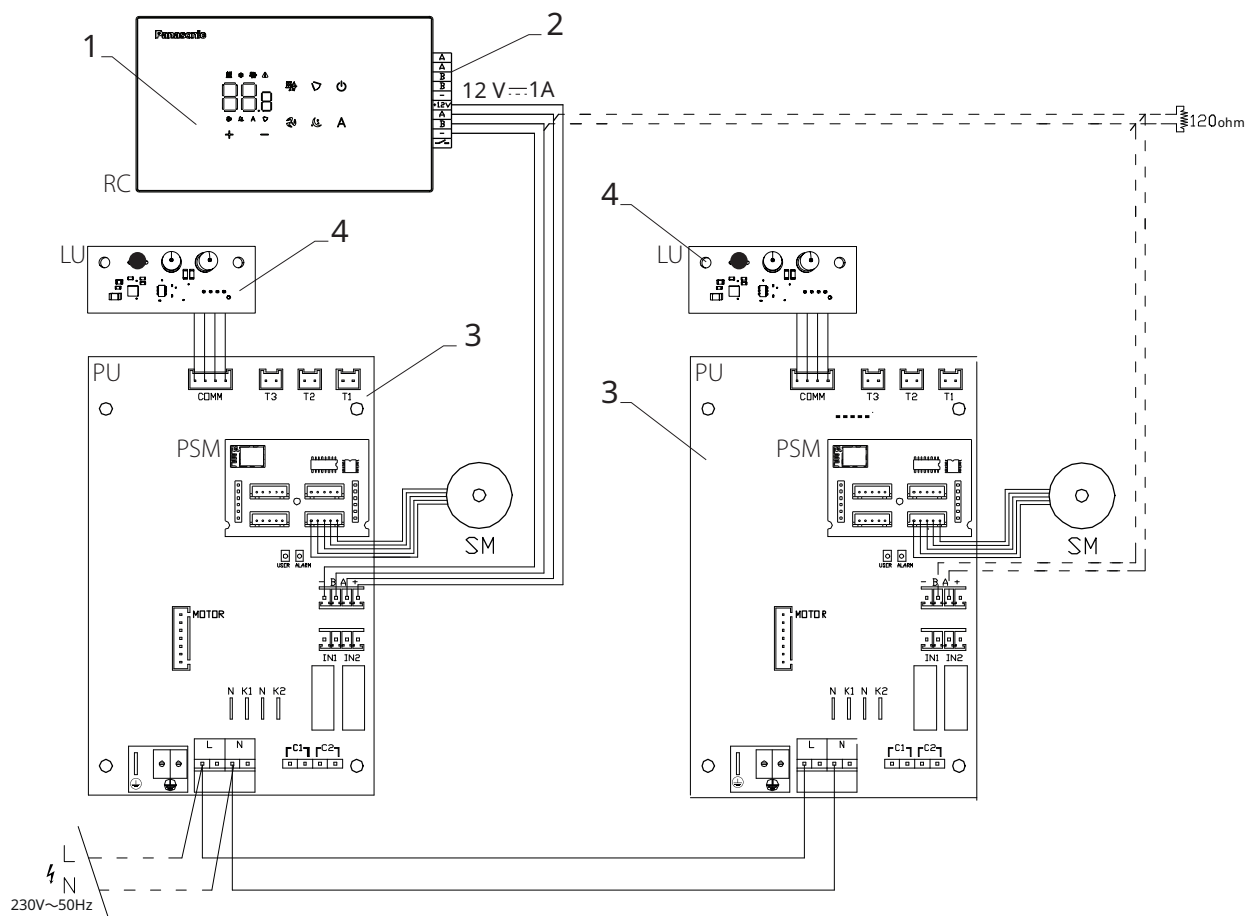 Panasonic
1
2
A
A
B
B
-
+12V
A
B
-
12 V⎓1A
88.8
A
+ -
A
RC
120ohm
LU
4
3
PU
COMM T3 T2 T1
PSM
SM
USER ALARM
- B A +
MOTOR
IN1 IN2
N K1 N K2
L N
C1 C2
LU
4
3
PU
COMM T3 T2 T1
PSM
SM
USER ALARM
- B A +
MOTOR
IN1 IN2
N K1 N K2
L N
C1 C2
L
N
230V~50Hz